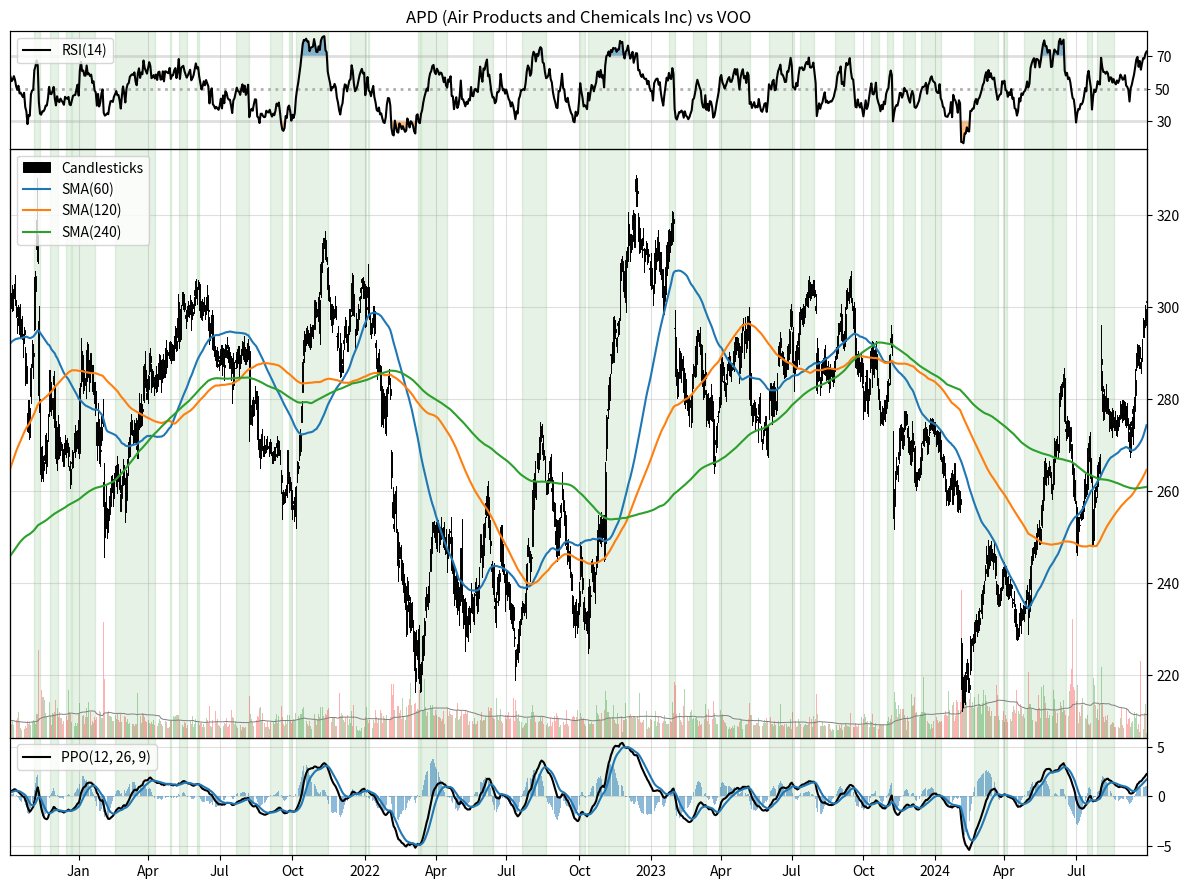 APD (Air Products and Chemicals Inc) vs VOO
RSI(14)
70
50
30
Candlesticks
SMA(60)
SMA(120)
SMA(240)
320
300
280
260
240
220
PPO(12, 26, 9)
5
0
−5
Jan Apr Jul Oct 2022 Apr Jul Oct 2023 Apr Jul Oct 2024 Apr Jul